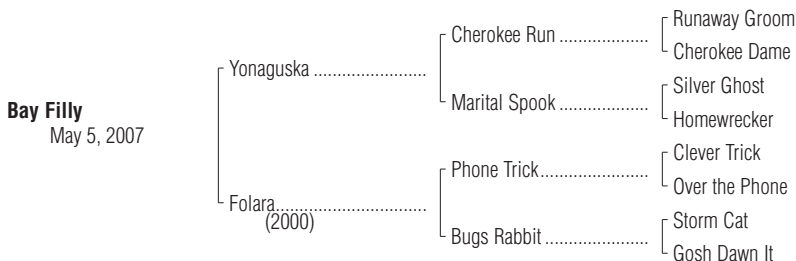 Runaway Groom
Cherokee Run ....................
Cherokee Dame
Yonaguska .........................
Silver Ghost
Marital Spook ....................
Homewrecker
Bay Filly
May 5, 2007
Clever Trick
Phone Trick........................
Over the Phone
Folara..................................
(2000)
Storm Cat
Bugs Rabbit .......................
Gosh Dawn It